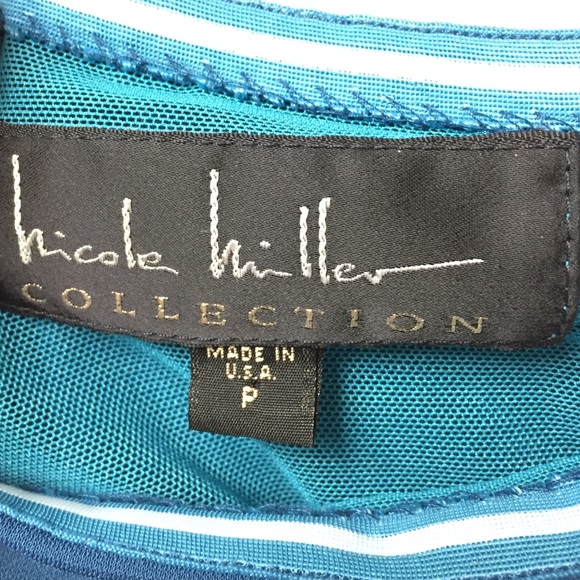 Nicole Miller
COLLECTION
MADE IN
U.S.A.
P